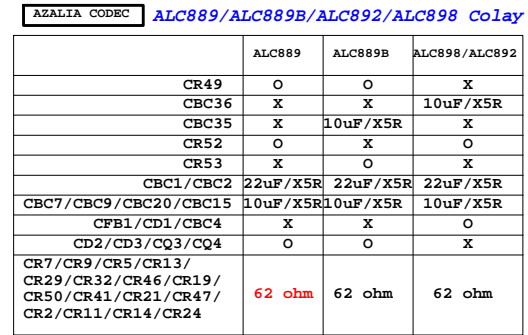 AZALIA CODEC ALC889/ALC889B/ALC892/ALC898 Colay
ALC889 ALC889B ALC898/ALC892
CR49 O O X
CBC36 X X 10uF/X5R
CBC35 X 10uF/X5R X
CR52 O X O
CR53 X O X
CBC1/CBC2 22uF/X5R 22uF/X5R 22uF/X5R
CBC7/CBC9/CBC20/CBC15 10uF/X5R 10uF/X5R 10uF/X5R
CFB1/CD1/CBC4 X X O
CD2/CD3/CQ3/CQ4 O O X
CR7/CR9/CR5/CR13/
CR29/CR32/CR46/CR19/
CR50/CR41/CR21/CR47/ 62 ohm 62 ohm 62 ohm
CR2/CR11/CR14/CR24